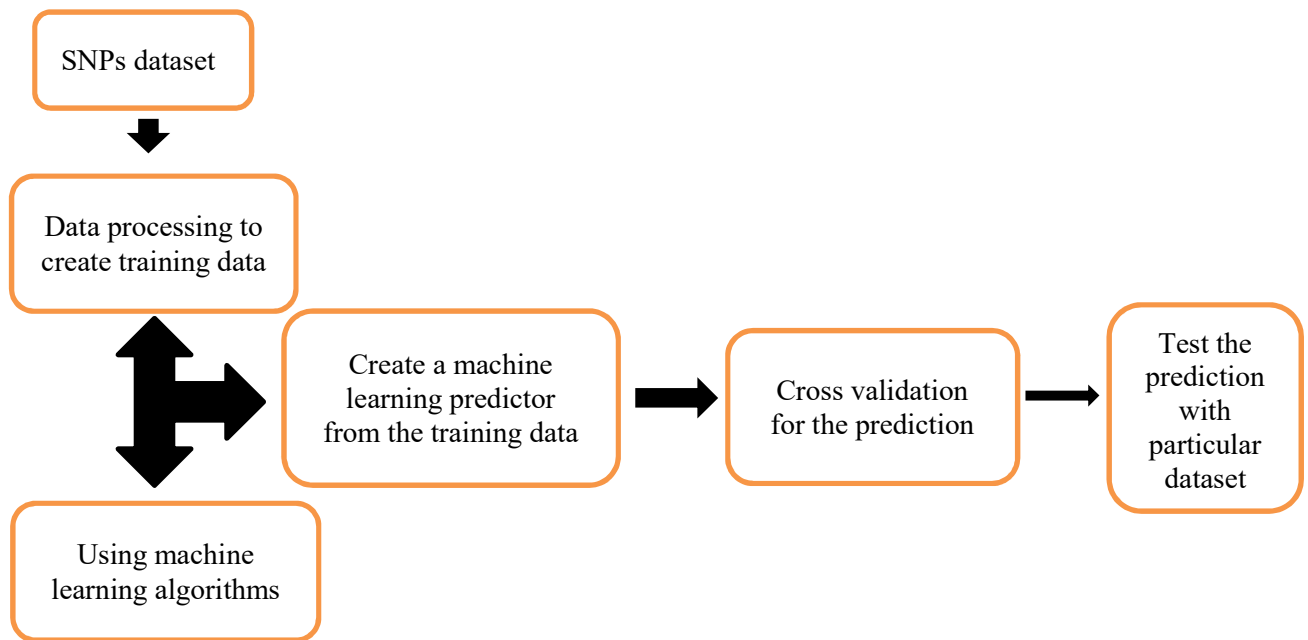 SNPs dataset
Data processing to
create training data
Create a machine
learning predictor
from the training data
Cross validation
for the prediction
Test the
prediction
with
particular
dataset
Using machine
learning algorithms